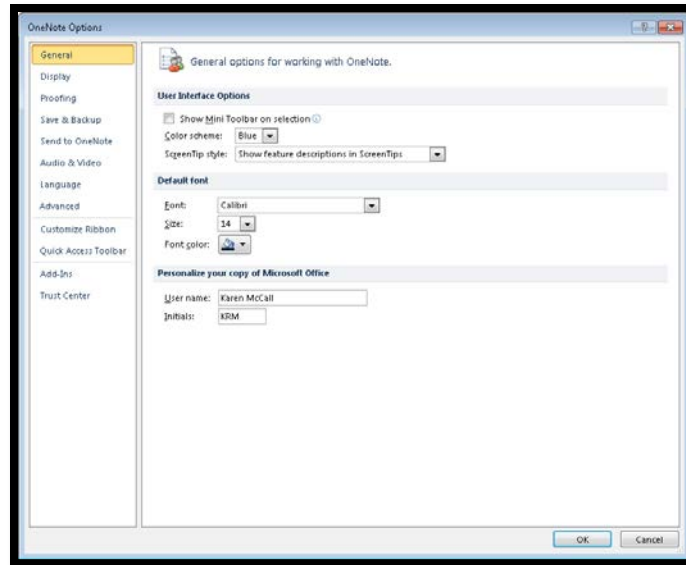 OneNote Options
General
Display
Proofing
Save & Backup
Send to OneNote
Audio & Video
Language
Advanced
Customize Ribbon
Quick Access Toolbar
Add-Ins
Trust Center
General options for working with OneNote.
User Interface Options
Show Mini Toolbar on selection
Color scheme: Blue
ScreenTip style: Show feature descriptions in ScreenTips
Default font
Font: Calibri
Size: 14
Font color:
Personalize your copy of Microsoft Office
User name: Karen McCall
Initials: KRM
OK Cancel